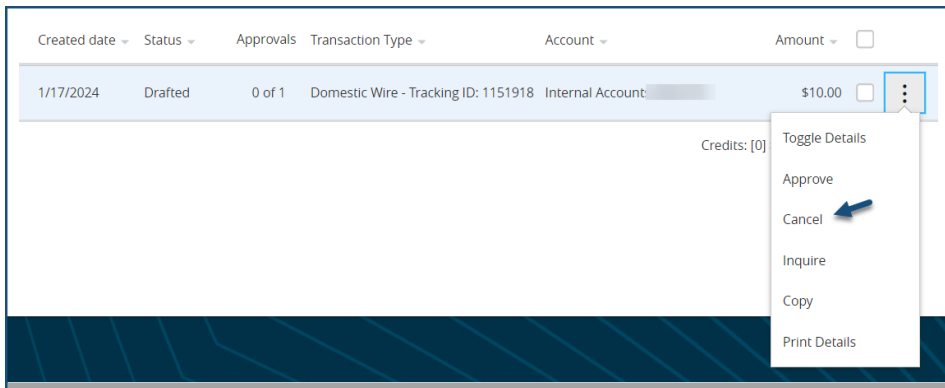 Created date Status Approvals Transaction Type Account Amount
1/17/2024 Drafted 0 of 1 Domestic Wire - Tracking ID: 1151918 Internal Account: $10.00
Credits: [0]
Toggle Details
Approve
Cancel
Inquire
Copy
Print Details